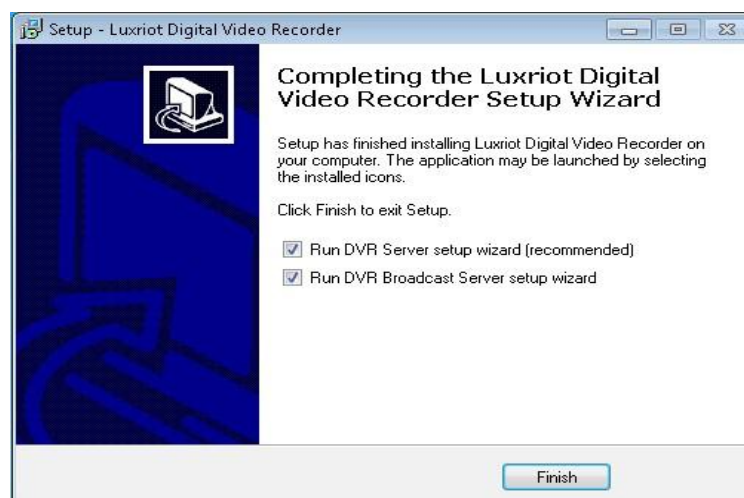 Setup - Luxriot Digital Video Recorder
Completing the Luxriot Digital
Video Recorder Setup Wizard
Setup has finished installing Luxriot Digital Video Recorder on
your computer. The application may be launched by selecting
the installed icons.
Click Finish to exit Setup.
Run DVR Server setup wizard (recommended)
Run DVR Broadcast Server setup wizard
Finish